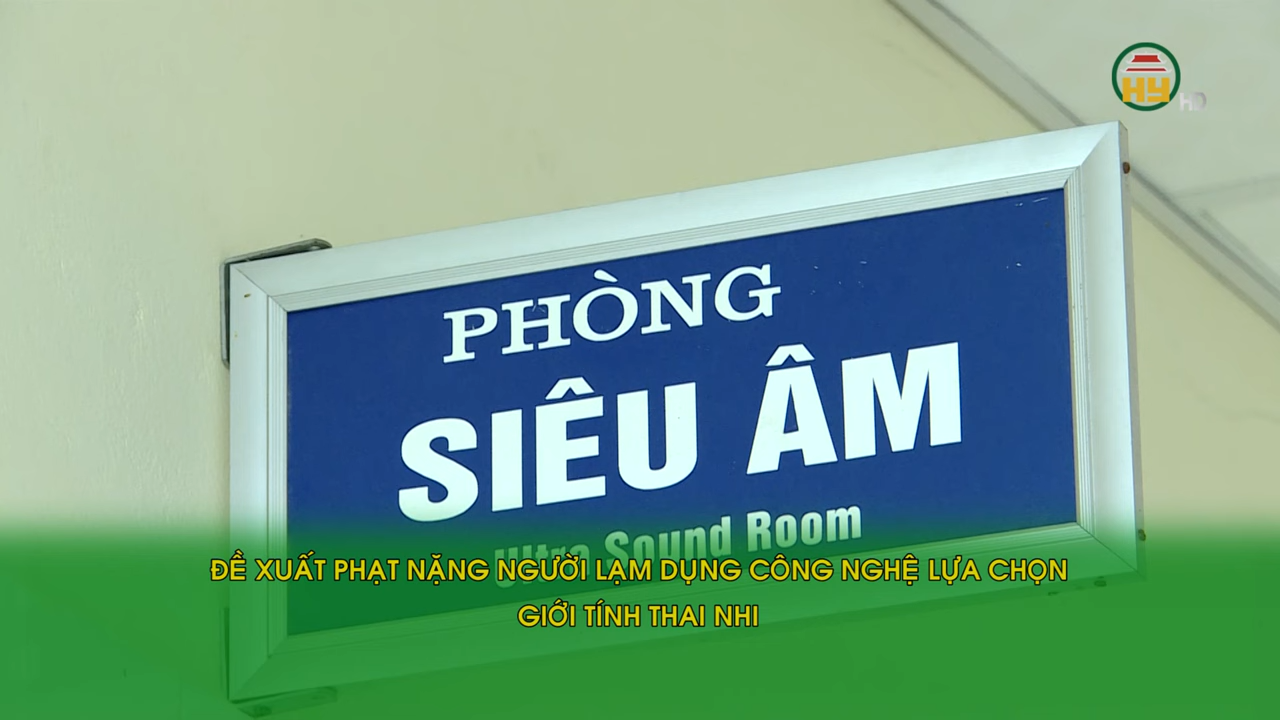 HY HD
PHÒNG
SIÊU ÂM
Ultra Sound Room
ĐỀ XUẤT PHẠT NẶNG NGƯỜI LẠM DỤNG CÔNG NGHỆ LỰA CHỌN
GIỚI TÍNH THAI NHI